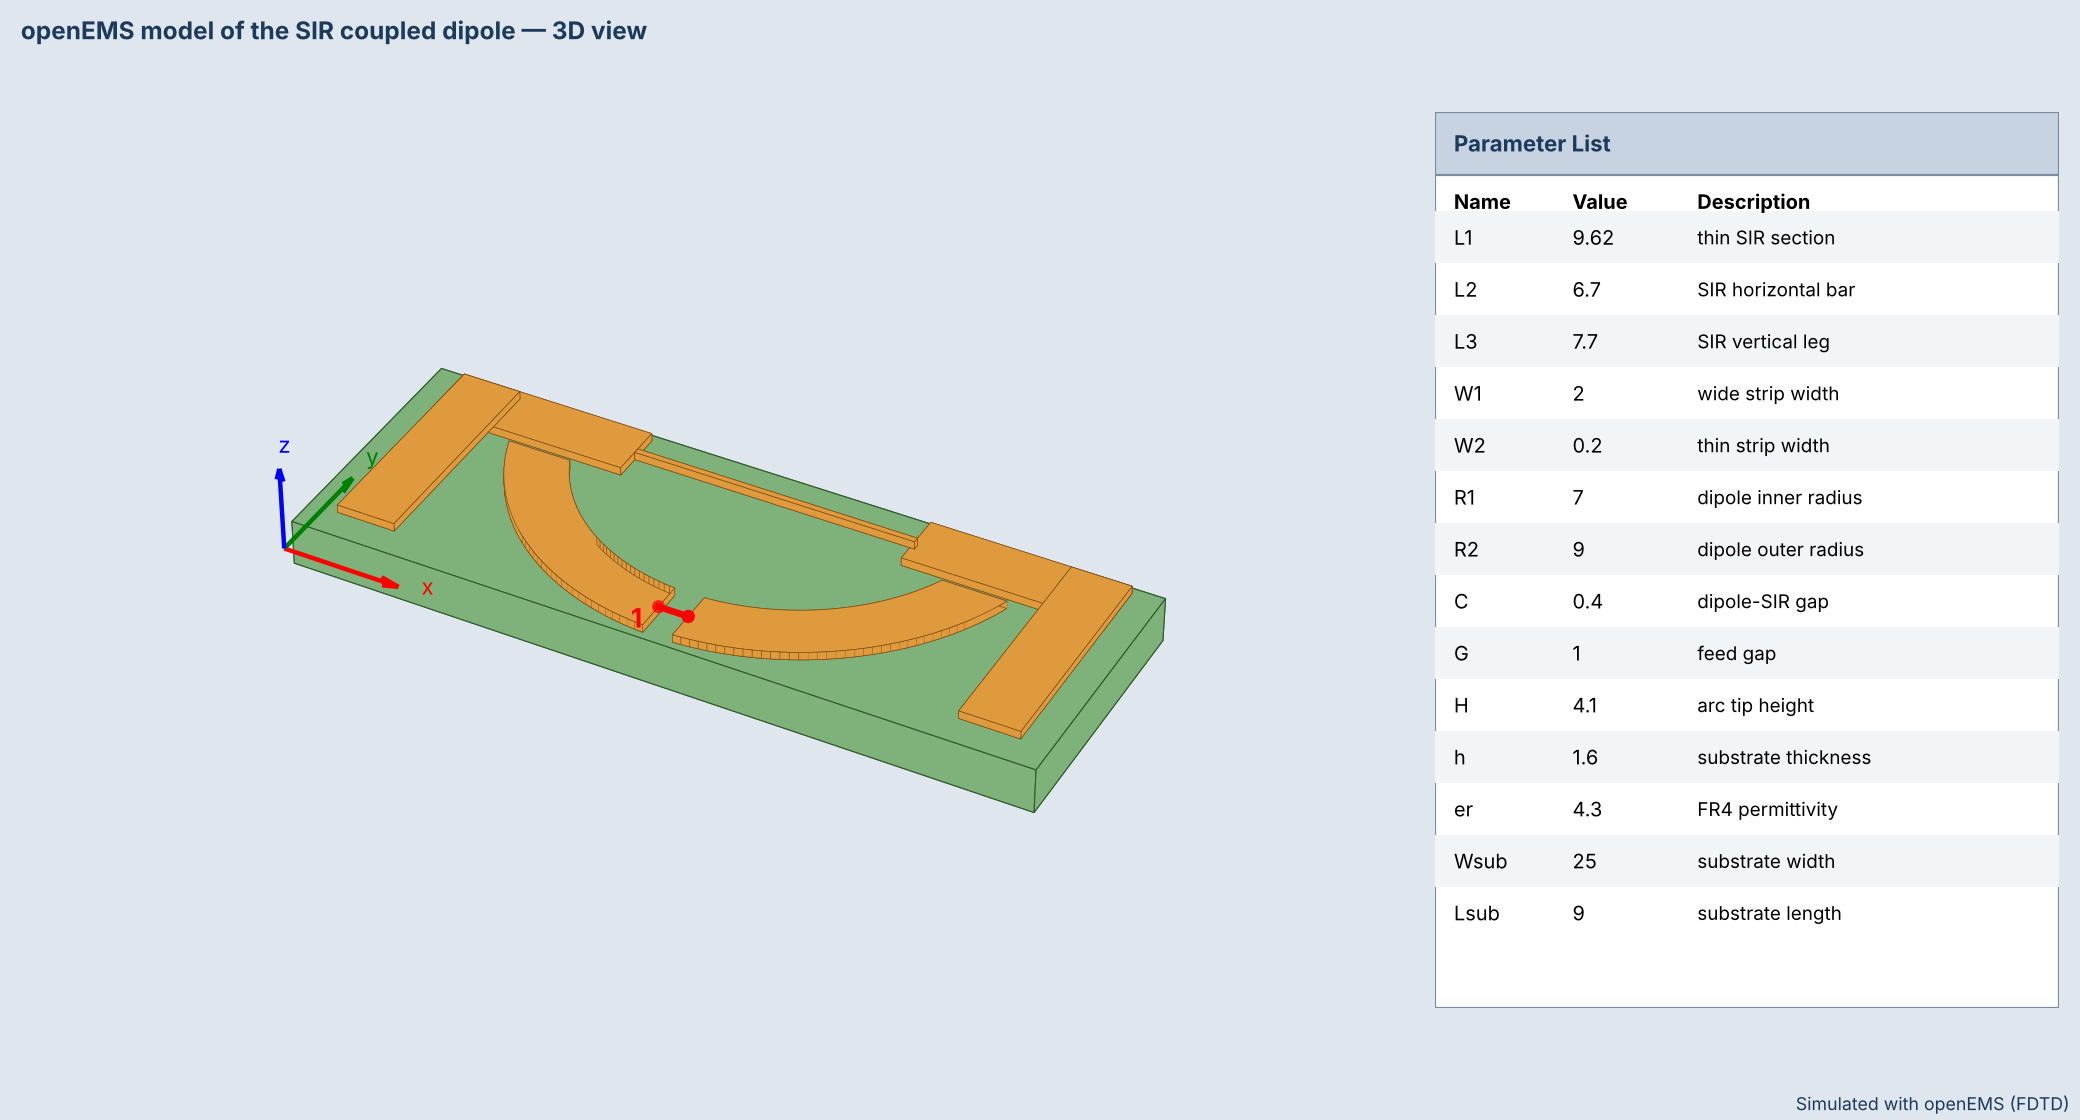 openEMS model of the SIR coupled dipole — 3D view
Parameter List
Name Value Description
L1 9.62 thin SIR section
L2 6.7 SIR horizontal bar
L3 7.7 SIR vertical leg
W1 2 wide strip width
W2 0.2 thin strip width
R1 7 dipole inner radius
R2 9 dipole outer radius
C 0.4 dipole-SIR gap
G 1 feed gap
H 4.1 arc tip height
h 1.6 substrate thickness
er 4.3 FR4 permittivity
Wsub 25 substrate width
Lsub 9 substrate length
z
y
x
1
Simulated with openEMS (FDTD)